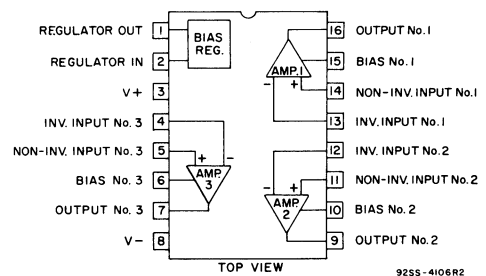 REGULATOR OUT 1 BIAS REG. 16 OUTPUT No.1
REGULATOR IN 2 AMP.1 15 BIAS No.1
V+ 3 - + 14 NON-INV. INPUT No.1
INV. INPUT No. 3 4 13 INV. INPUT No.1
NON-INV. INPUT No.3 5 + - 12 INV. INPUT No.2
BIAS No. 3 6 AMP. 3 - + 11 NON-INV. INPUT No.2
OUTPUT No. 3 7 AMP. 2 10 BIAS No.2
V- 8 9 OUTPUT No.2
TOP VIEW
92SS-4106R2